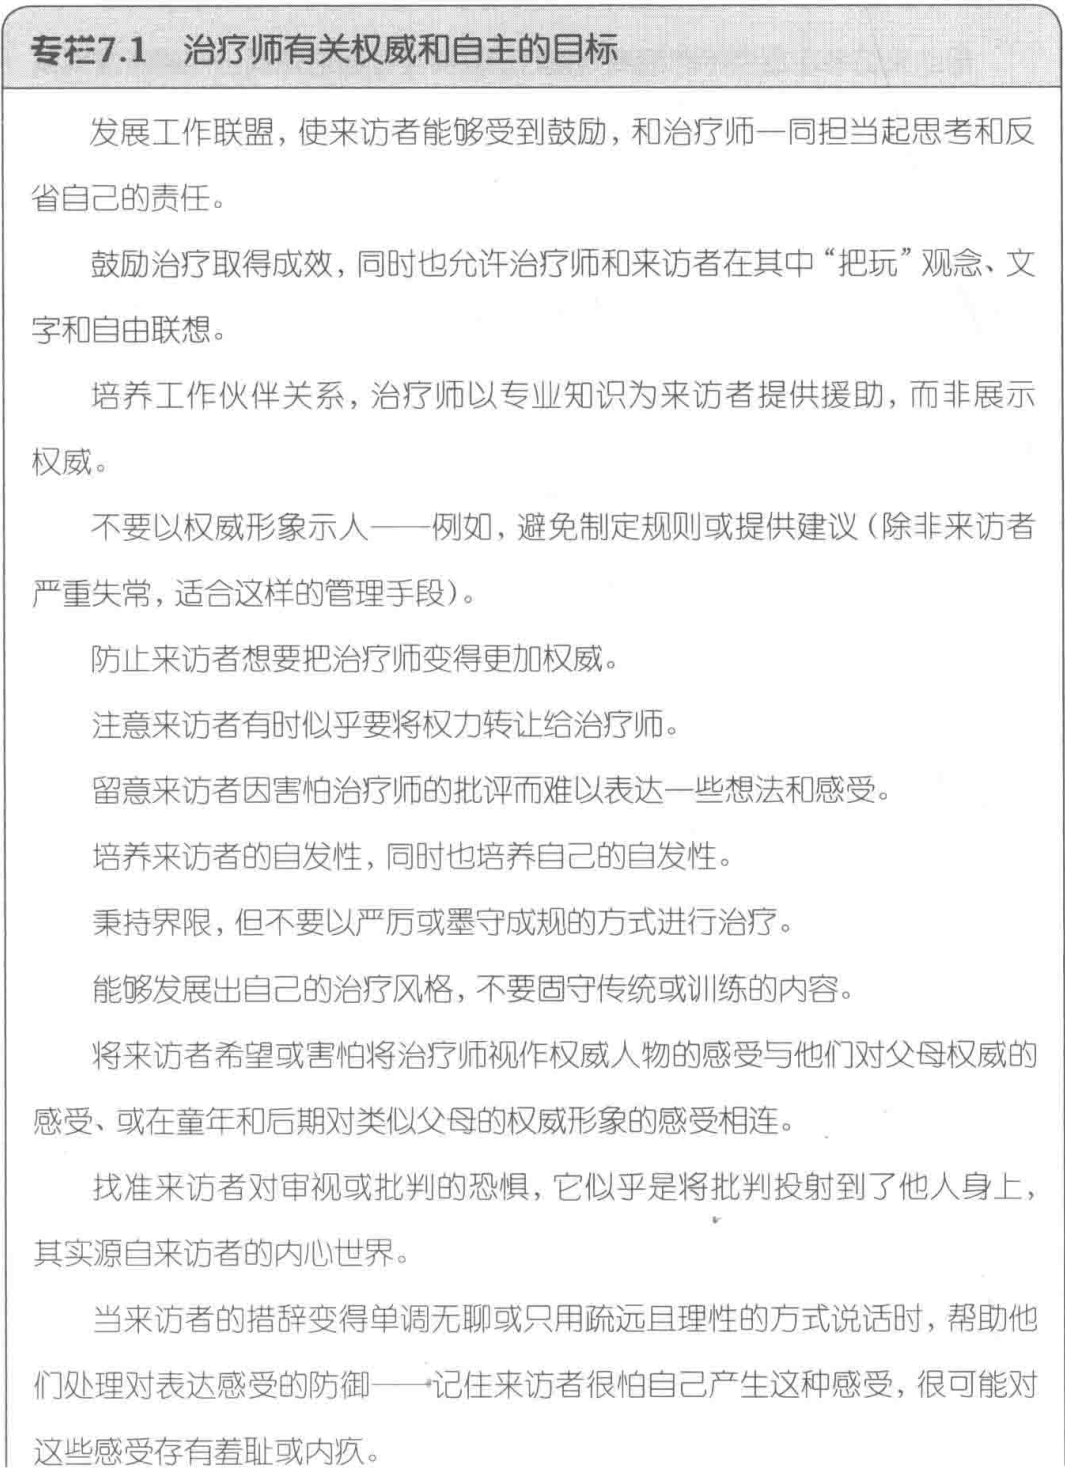 专栏7.1 治疗师有关权威和自主的目标
发展工作联盟，使来访者能够受到鼓励，和治疗师一同担当起思考和反
省自己的责任。
鼓励治疗取得成效，同时也允许治疗师和来访者在其中“把玩”观念、文
字和自由联想。
培养工作伙伴关系，治疗师以专业知识为来访者提供援助，而非展示
权威。
不要以权威形象示人——例如，避免制定规则或提供建议（除非来访者
严重失常，适合这样的管理手段）。
防止来访者想要把治疗师变得更加权威。
注意来访者有时似乎要将权力转让给治疗师。
留意来访者因害怕治疗师的批评而难以表达一些想法和感受。
培养来访者的自发性，同时也培养自己的自发性。
秉持界限，但不要以严厉或墨守成规的方式进行治疗。
能够发展出自己的治疗风格，不要固守传统或训练的内容。
将来访者希望或害怕将治疗师视作权威人物的感受与他们对父母权威的
感受、或在童年和后期对类似父母的权威形象的感受相连。
找准来访者对审视或批判的恐惧，它似乎是将批判投射到了他人身上，
其实源自来访者的内心世界。
当来访者的措辞变得单调无聊或只用疏远且理性的方式说话时，帮助他
们处理对表达感受的防御——记住来访者很怕自己产生这种感受，很可能对
这些感受存有羞耻或内疚。